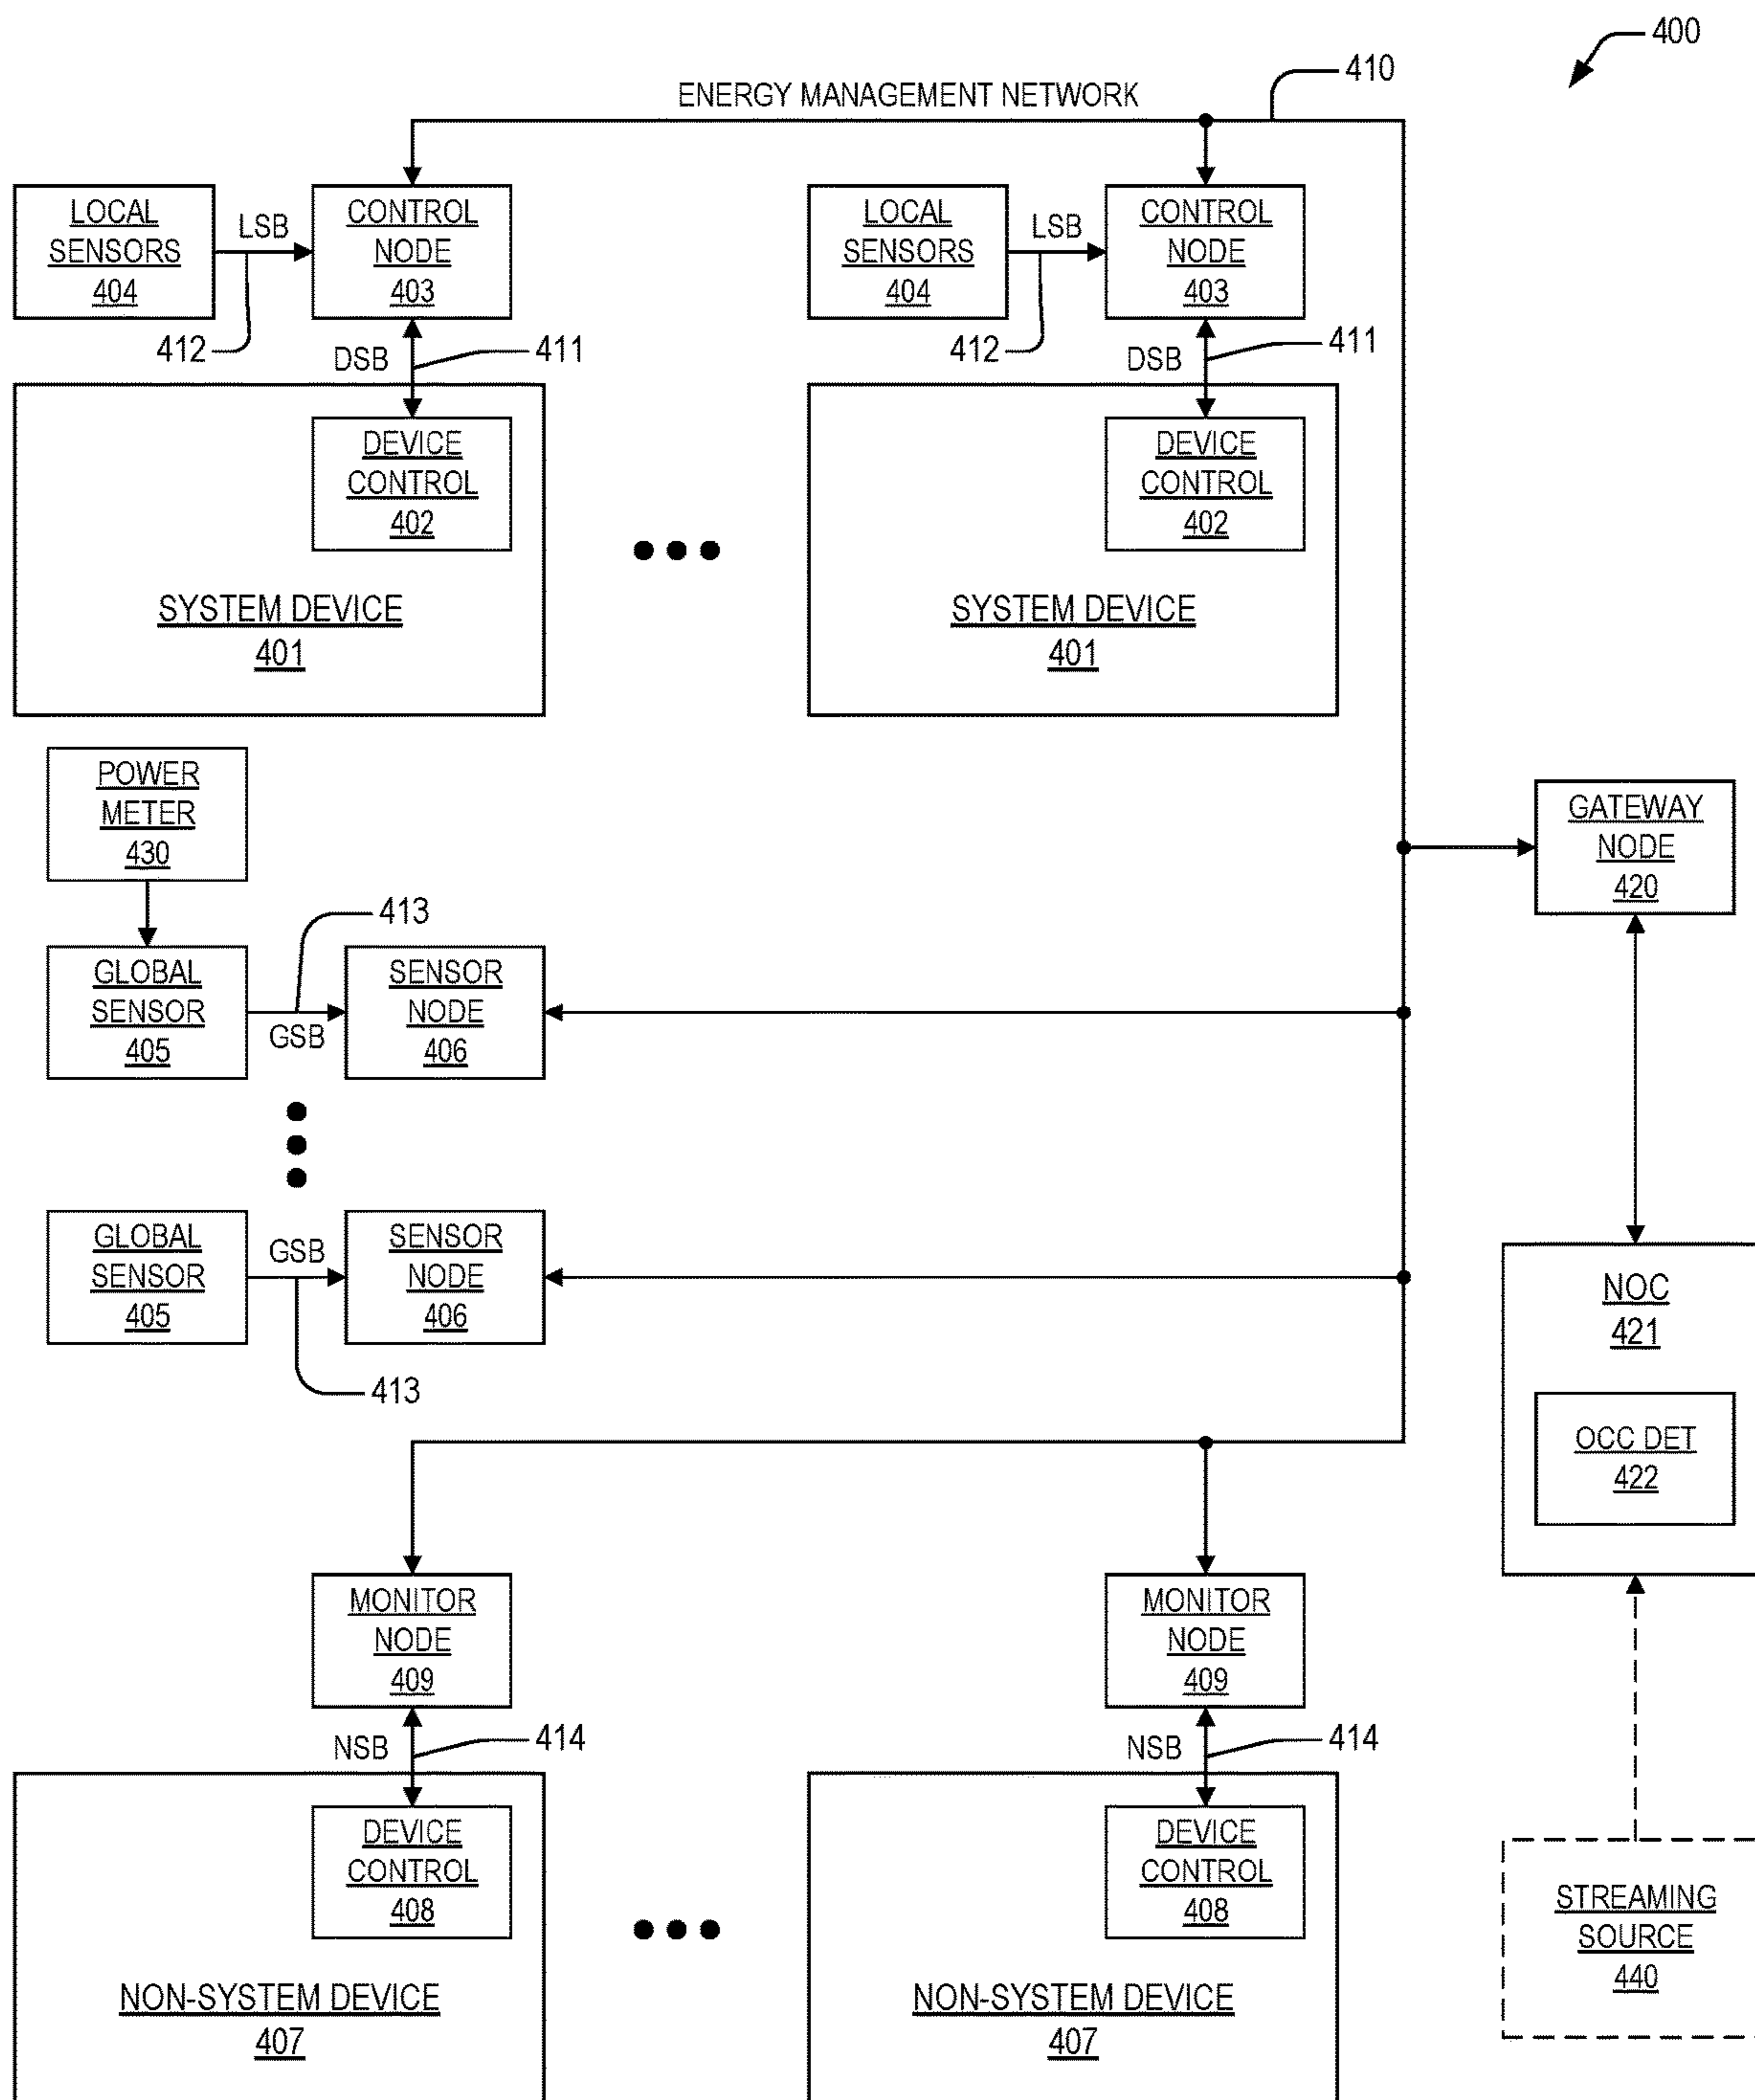 400
410
ENERGY MANAGEMENT NETWORK
LOCAL
SENSORS
404
LSB
412
CONTROL
NODE
403
LOCAL
SENSORS
404
LSB
412
CONTROL
NODE
403
DSB
411
DSB
411
DEVICE
CONTROL
402
SYSTEM DEVICE
401
DEVICE
CONTROL
402
SYSTEM DEVICE
401
POWER
METER
430
GATEWAY
NODE
420
413
GLOBAL
SENSOR
405
GSB
SENSOR
NODE
406
GLOBAL
SENSOR
405
GSB
SENSOR
NODE
406
413
NOC
421
OCC DET
422
MONITOR
NODE
409
MONITOR
NODE
409
NSB
414
NSB
414
DEVICE
CONTROL
408
NON-SYSTEM DEVICE
407
DEVICE
CONTROL
408
NON-SYSTEM DEVICE
407
STREAMING
SOURCE
440